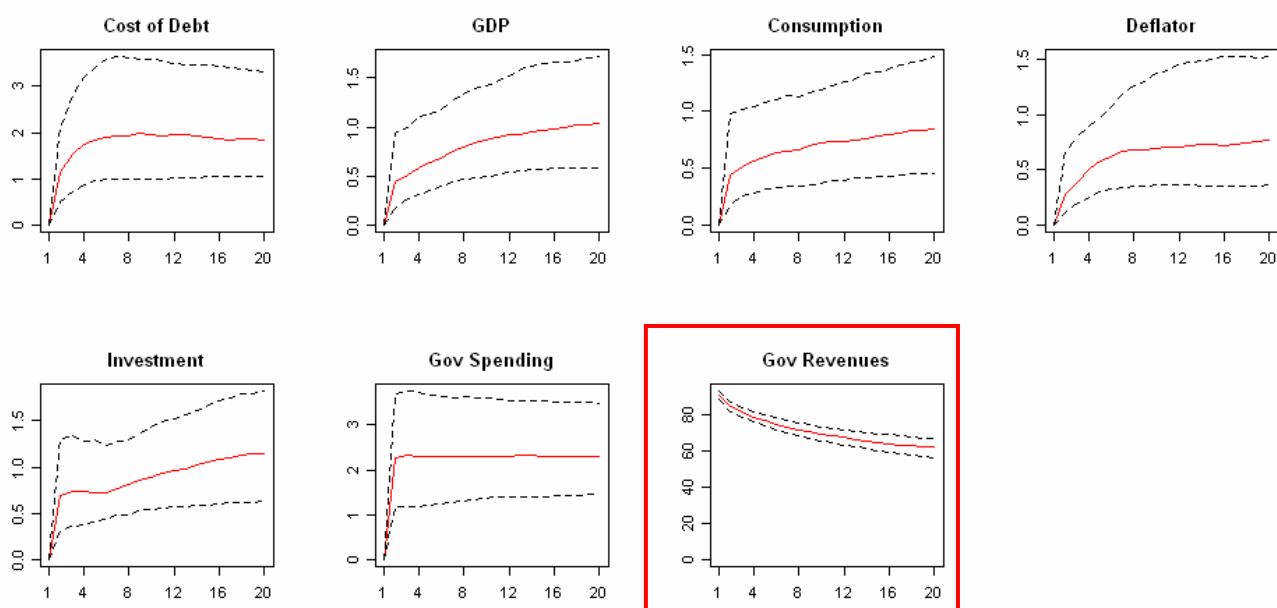 Cost of Debt
GDP
Consumption
Deflator
0 1 2 3
0.0 0.5 1.0 1.5
0.0 0.5 1.0 1.5
0.0 0.5 1.0 1.5
1 4 8 12 16 20
1 4 8 12 16 20
1 4 8 12 16 20
1 4 8 12 16 20
Investment
Gov Spending
Gov Revenues
0.0 0.5 1.0 1.5
0 1 2 3
0 20 40 60 80
1 4 8 12 16 20
1 4 8 12 16 20
1 4 8 12 16 20